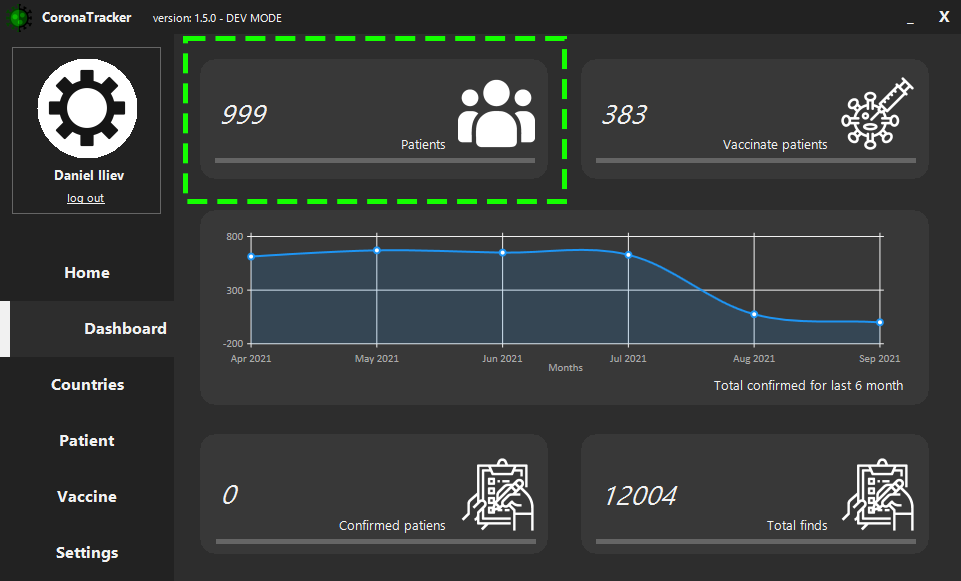 CoronaTracker version: 1.5.0 - DEV MODE _ X
Daniel Iliev
log out
Home
Dashboard
Countries
Patient
Vaccine
Settings
999
Patients
383
Vaccinate patients
800
300
-200
Apr 2021 May 2021 Jun 2021 Jul 2021 Aug 2021 Sep 2021
Months
Total confirmed for last 6 month
0
Confirmed patiens
12004
Total finds